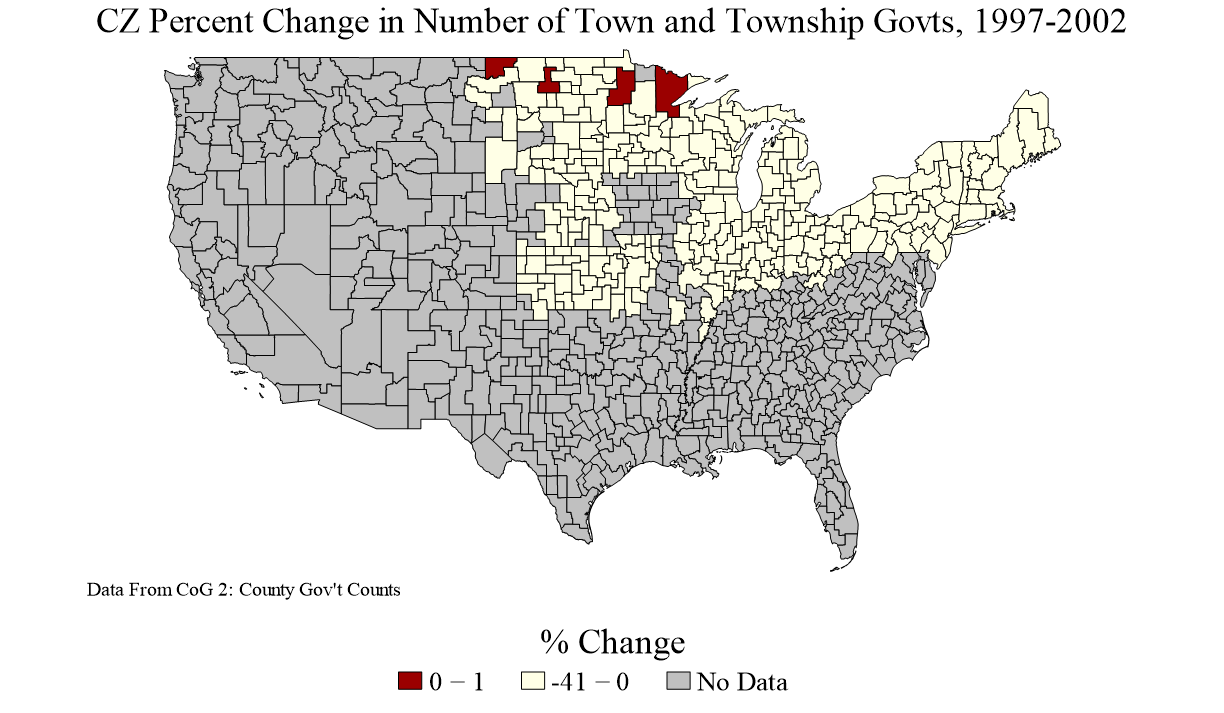 CZ Percent Change in Number of Town and Township Govts, 1997-2002
Data From CoG 2: County Gov't Counts
% Change
0 − 1 -41 − 0 No Data